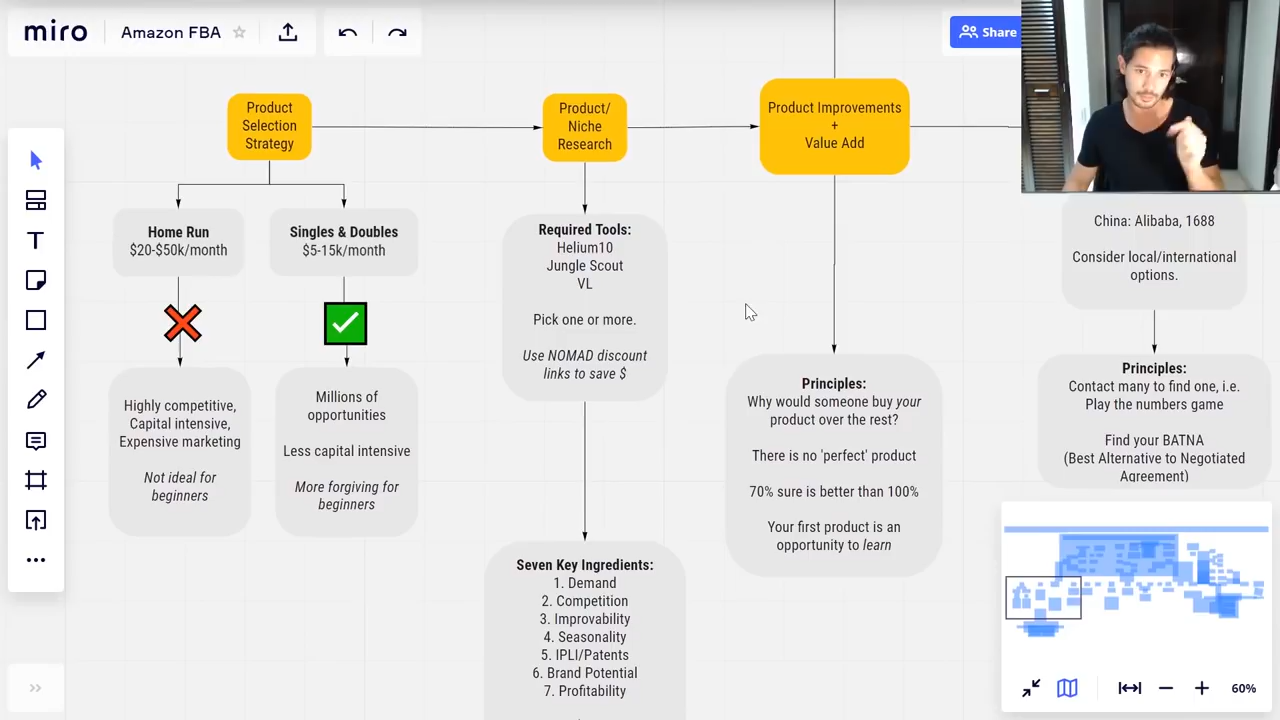 miro
Amazon FBA
Share
Product
Selection
Strategy
Product/
Niche
Research
Product Improvements
+
Value Add
Home Run
$20-$50k/month
Singles & Doubles
$5-15k/month
Highly competitive,
Capital intensive,
Expensive marketing
Not ideal for
beginners
Millions of
opportunities
Less capital intensive
More forgiving for
beginners
Required Tools:
Helium10
Jungle Scout
VL
Pick one or more.
Use NOMAD discount
links to save $
Seven Key Ingredients:
1. Demand
2. Competition
3. Improvability
4. Seasonality
5. IPLI/Patents
6. Brand Potential
7. Profitability
Principles:
Why would someone buy your
product over the rest?
There is no 'perfect' product
70% sure is better than 100%
Your first product is an
opportunity to learn
China: Alibaba, 1688
Consider local/international
options.
Principles:
Contact many to find one, i.e.
Play the numbers game
Find your BATNA
(Best Alternative to Negotiated
Agreement)
60%